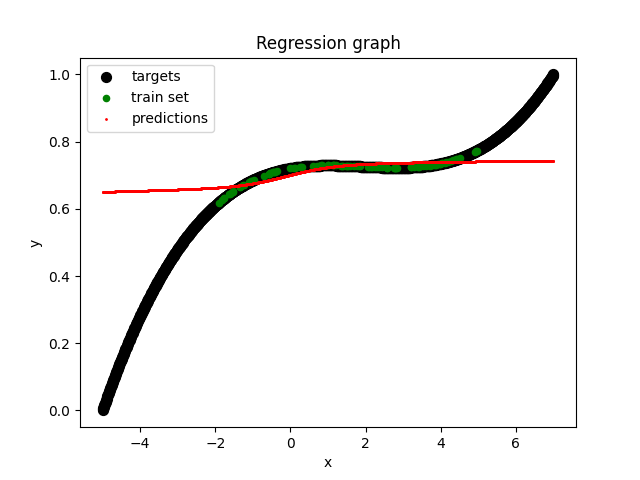 Regression graph
targets
train set
predictions
1.0
0.8
0.6
0.4
0.2
0.0
y
−4 −2 0 2 4 6
x